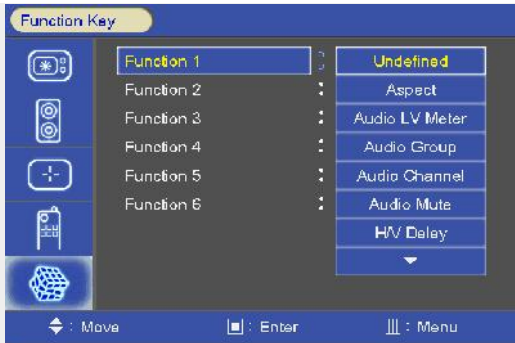 Function Key
Function 1 : Undefined
Function 2 : Aspect
Function 3 : Audio LV Meter
Function 4 : Audio Group
Function 5 : Audio Channel
Function 6 : Audio Mute
H/V Delay
: Move : Enter : Menu